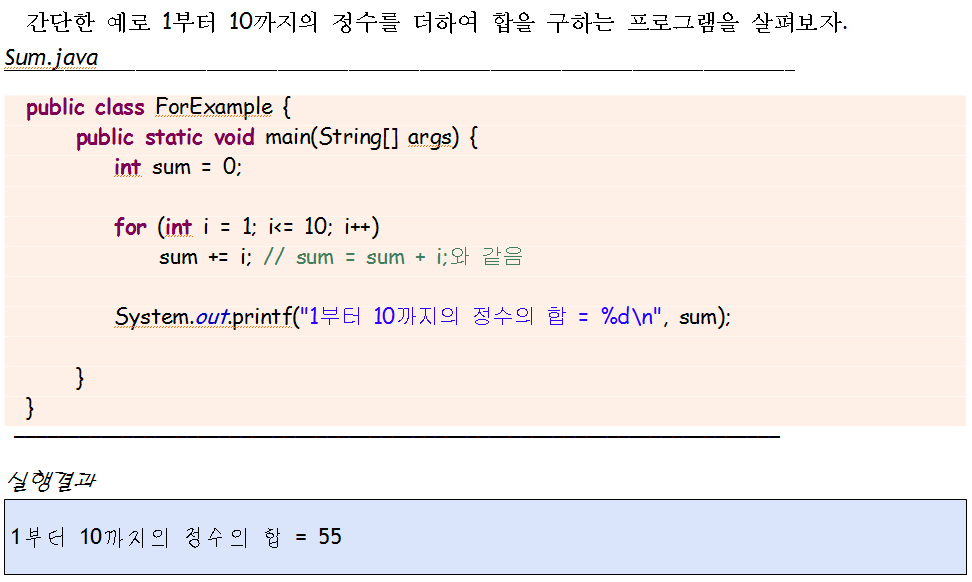 간단한 예로 1부터 10까지의 정수를 더하여 합을 구하는 프로그램을 살펴보자.
Sum.java
public class ForExample {
public static void main(String[] args) {
int sum = 0;
for (int i = 1; i<= 10; i++)
sum += i; // sum = sum + i;와 같음
System.out.printf("1부터 10까지의 정수의 합 = %d\n", sum);
}
}
실행결과
1부터 10까지의 정수의 합 = 55